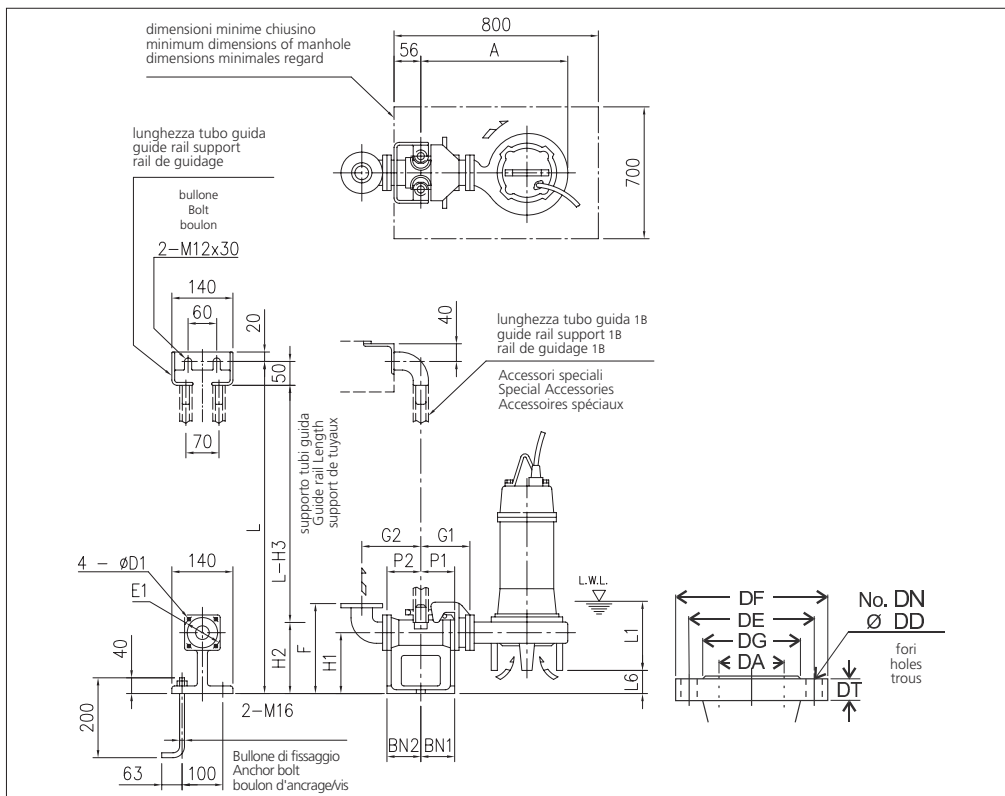 dimensioni minime chiusino
minimum dimensions of manhole
dimensions minimales regard
800
56
A
700
lunghezza tubo guida
guide rail support
rail de guidage
bullone
Bolt
boulon
2-M12x30
140
60
20
50
70
40
lunghezza tubo guida 1B
guide rail support 1B
rail de guidage 1B
Accessori speciali
Special Accessories
Accessoires spéciaux
supporto tubi guida
Guide rail Length
support de tuyaux
L
L-H3
G2
G1
P2
P1
4 - øD1
140
E1
40
H2
F
H1
L.W.L.
L1
L6
200
2-M16
BN2
BN1
63
100
Bullone di fissaggio
Anchor bolt
boulon d'ancrage/vis
DF
DE
DG
DA
No. DN
Ø DD
fori
holes
trous
DT